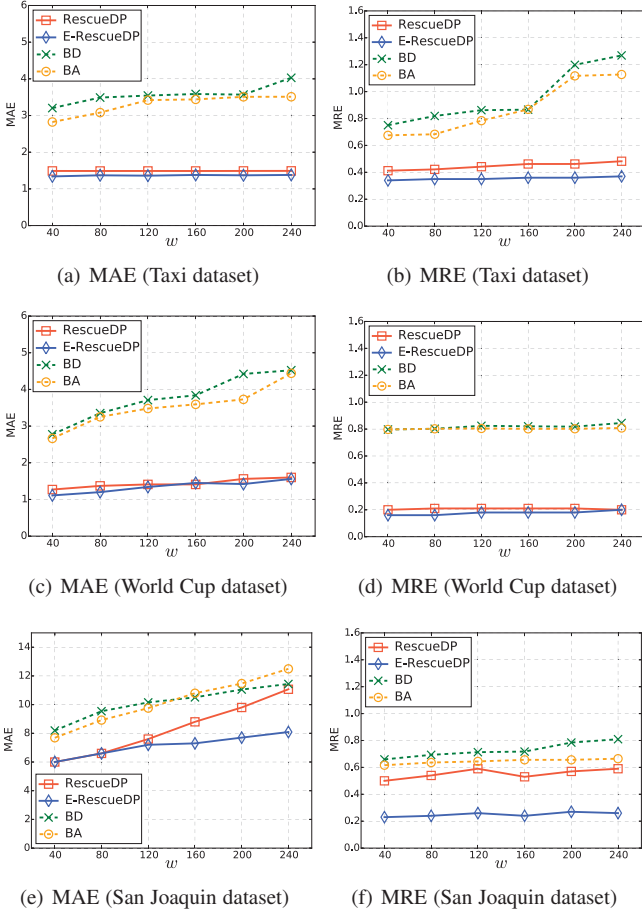 RescueDP
E-RescueDP
BD
BA
MAE
6
5
4
3
2
1
0
40 80 120 160 200 240
w
(a) MAE (Taxi dataset)
RescueDP
E-RescueDP
BD
BA
MRE
1.6
1.4
1.2
1.0
0.8
0.6
0.4
0.2
0.0
40 80 120 160 200 240
w
(b) MRE (Taxi dataset)
RescueDP
E-RescueDP
BD
BA
MAE
6
5
4
3
2
1
0
40 80 120 160 200 240
w
(c) MAE (World Cup dataset)
RescueDP
E-RescueDP
BD
BA
MRE
1.6
1.4
1.2
1.0
0.8
0.6
0.4
0.2
0.0
40 80 120 160 200 240
w
(d) MRE (World Cup dataset)
MAE
14
12
10
8
6
4
2
0
RescueDP
E-RescueDP
BD
BA
40 80 120 160 200 240
w
(e) MAE (San Joaquin dataset)
RescueDP
E-RescueDP
BD
BA
MRE
1.6
1.4
1.2
1.0
0.8
0.6
0.4
0.2
0.0
40 80 120 160 200 240
w
(f) MRE (San Joaquin dataset)